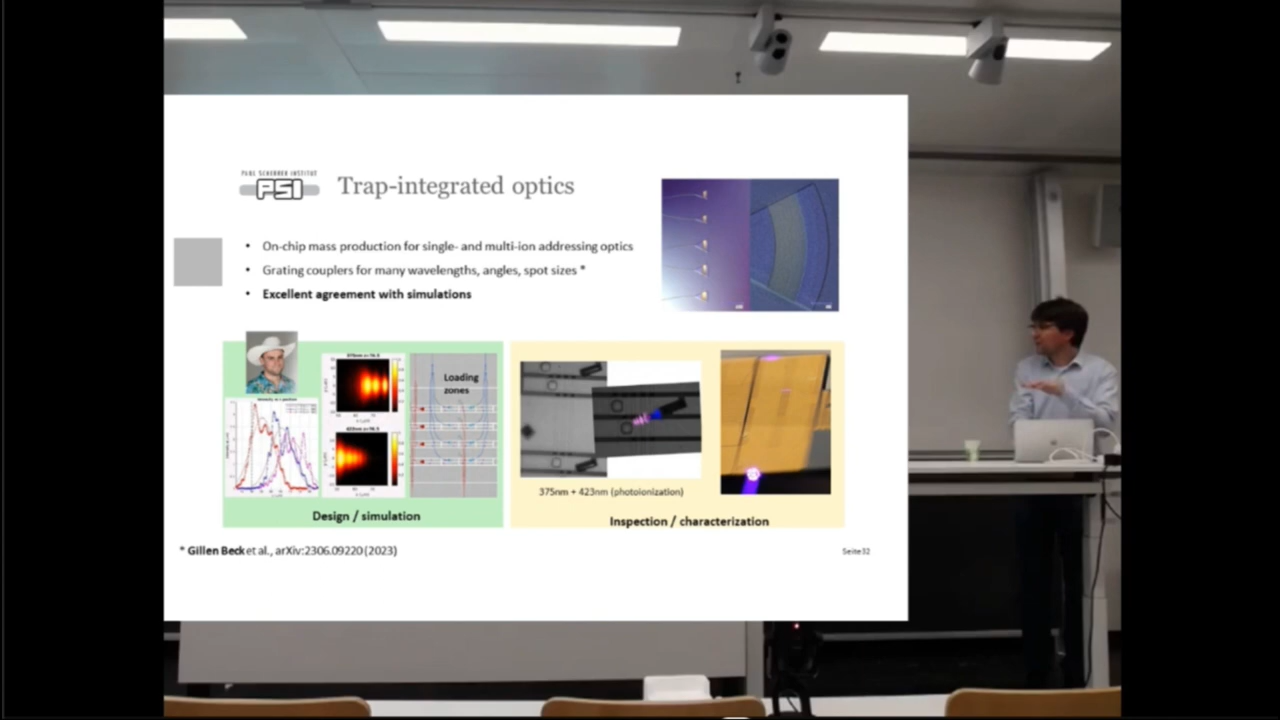 PAUL SCHERRER INSTITUT
PSI
Trap-integrated optics
• On-chip mass production for single- and multi-ion addressing optics
• Grating couplers for many wavelengths, angles, spot sizes *
• Excellent agreement with simulations
Loading
zones
375nm + 423nm (photoionization)
Design / simulation
Inspection / characterization
* Gillen Beck et al., arXiv:2306.09220 (2023)
Seite 32